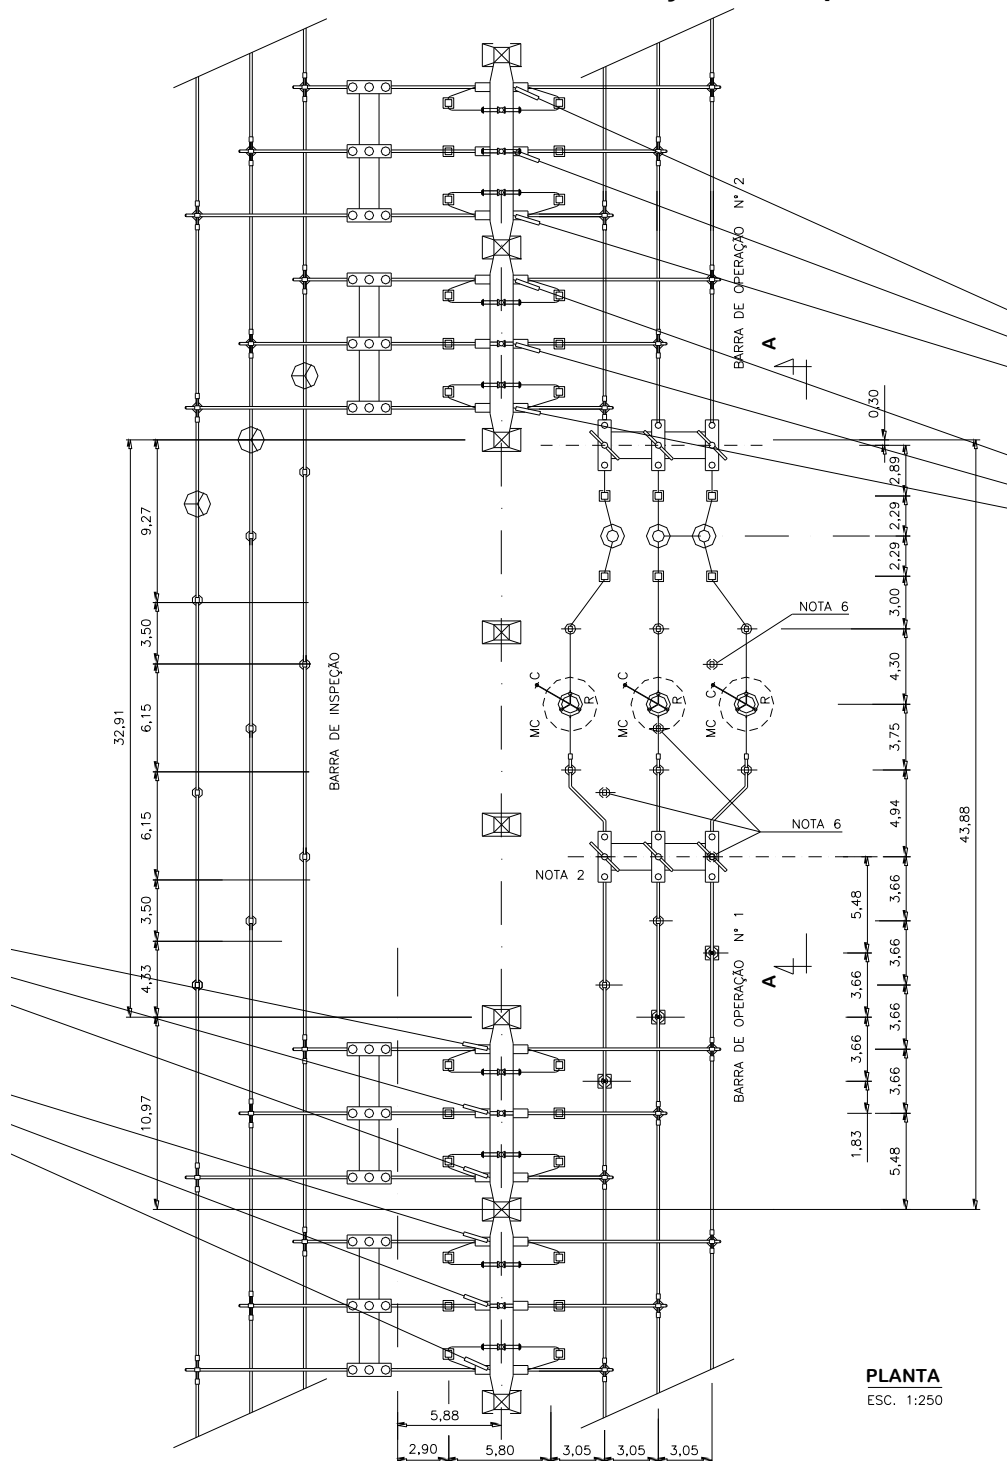 BARRA DE OPERAÇÃO N° 2
A
0,30
2,89
2,29
2,29
3,00
4,30
3,75
4,94
3,66
3,66
3,66
3,66
5,48
43,88
5,48
3,66
3,66
1,83
9,27
3,50
6,15
6,15
3,50
4,33
10,97
32,91
BARRA DE INSPEÇÃO
NOTA 6
C
R
MC
C
R
MC
C
R
MC
NOTA 6
NOTA 2
BARRA DE OPERAÇÃO N° 1
A
PLANTA
ESC. 1:250
5,88
2,90
5,80
3,05
3,05
3,05